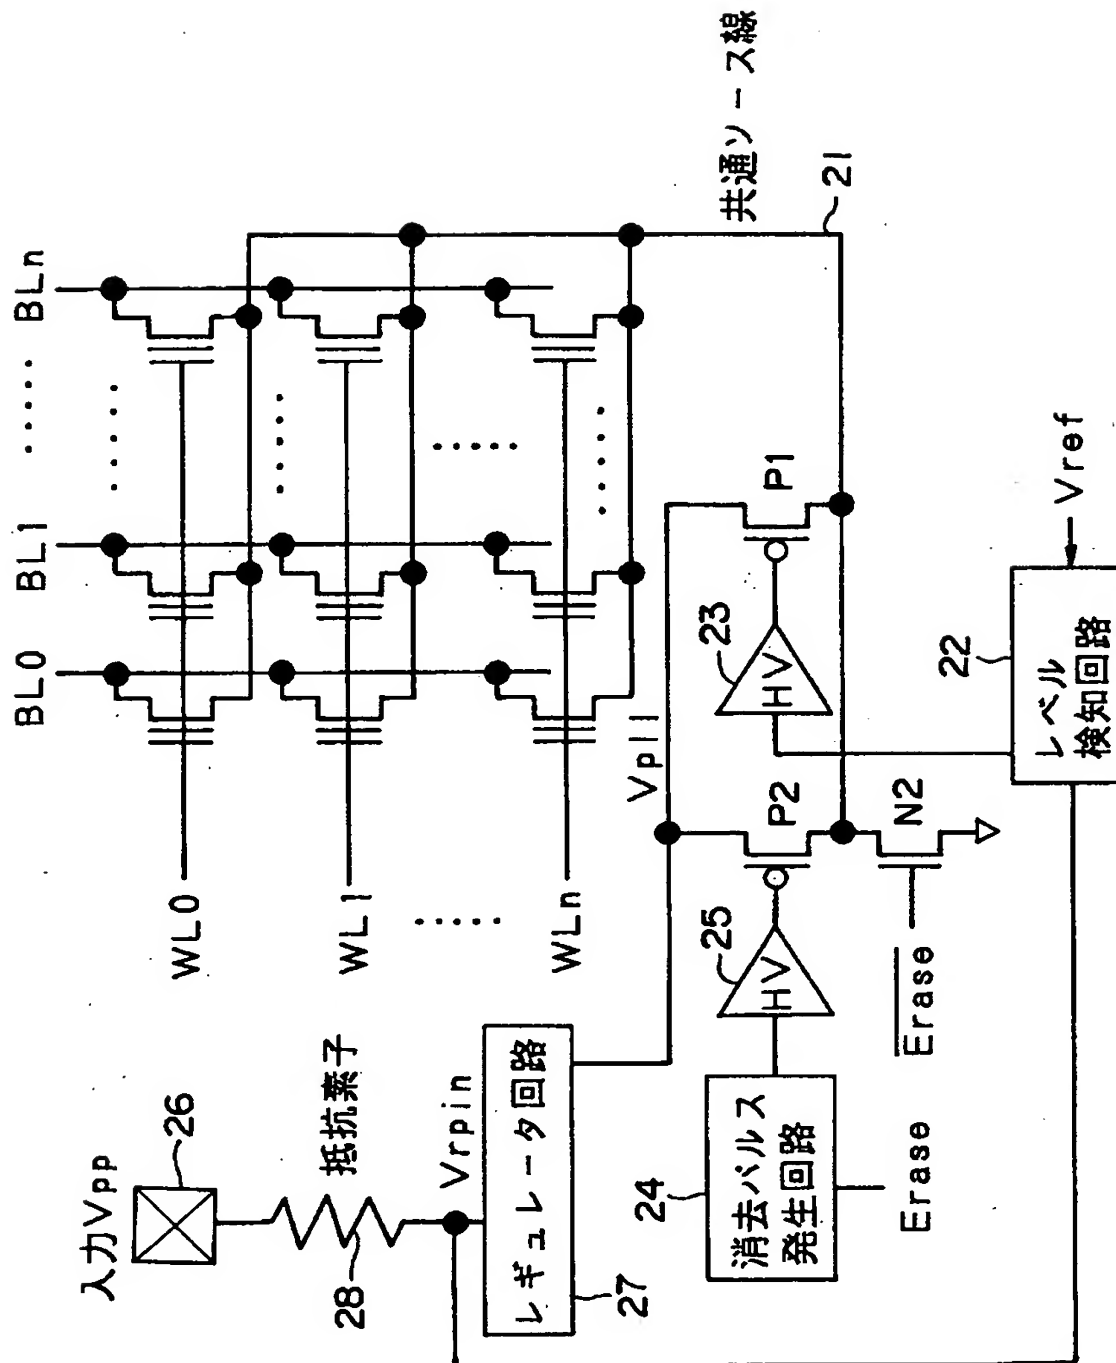 入力Vpp
26
抵抗素子
28
Vrpin
レギュレータ回路
27
BL0
BL1
.....
BLn
WL0
WL1
.....
WLn
共通ソース線
21
Vpll
24
消去パルス
発生回路
Erase
25
HV
P2
N2
Erase
23
HV
P1
22
レベル
検知回路
Vref